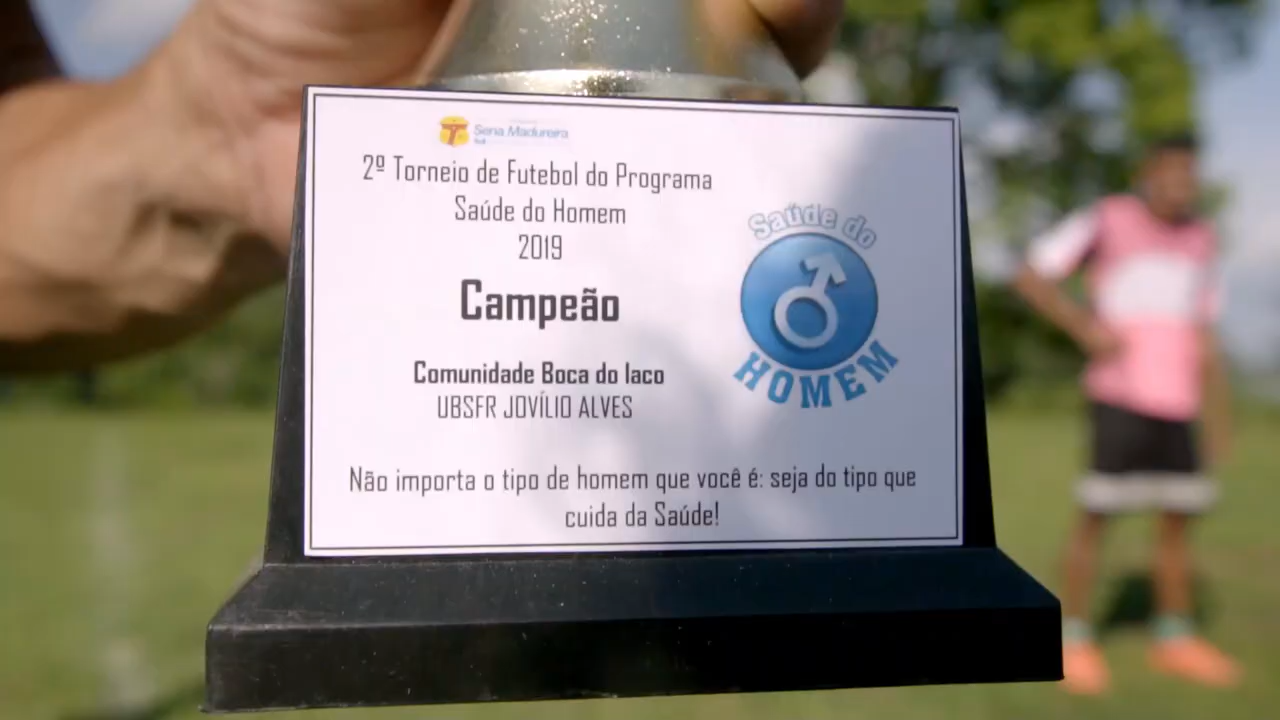 Sena Madureira
2º Torneio de Futebol do Programa
Saúde do Homem
2019
Campeão
Comunidade Boca do Iaco
UBSFR JOVÍLIO ALVES
Saúde do
HOMEM
Não importa o tipo de homem que você é: seja do tipo que
cuida da Saúde!